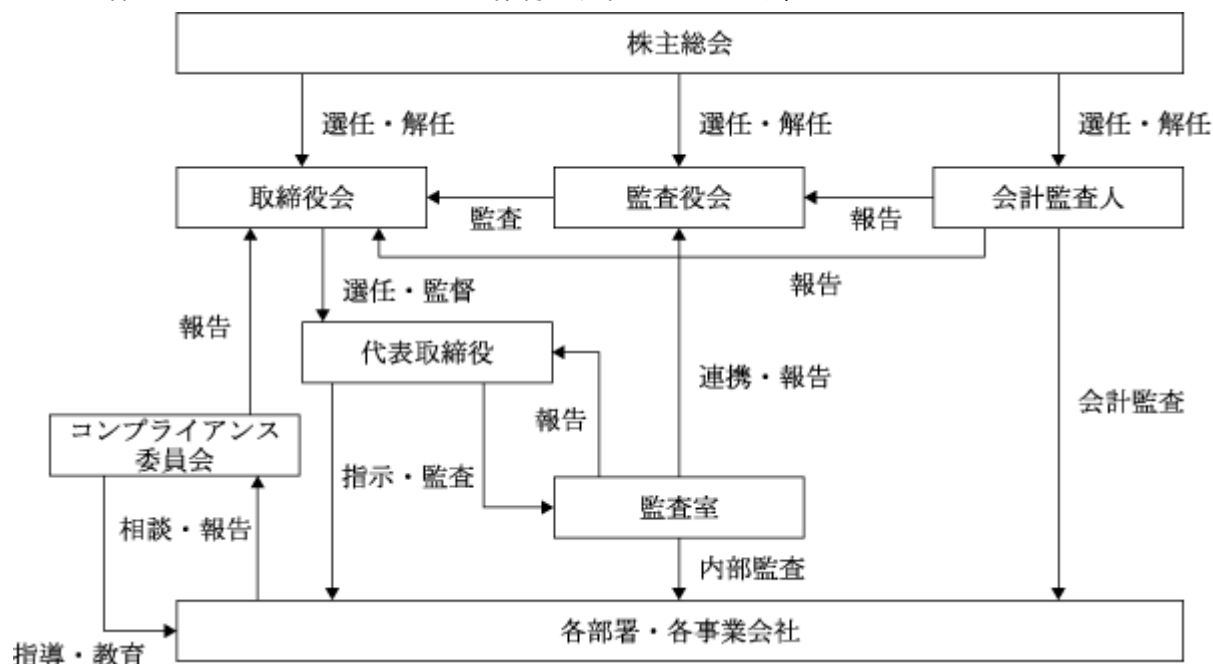 株主総会
選任・解任
選任・解任
選任・解任
取締役会
監査役会
会計監査人
監査
報告
報告
選任・監督
報告
代表取締役
連携・報告
会計監査
報告
コンプライアンス
委員会
指示・監査
監査室
相談・報告
内部監査
各部署・各事業会社
指導・教育